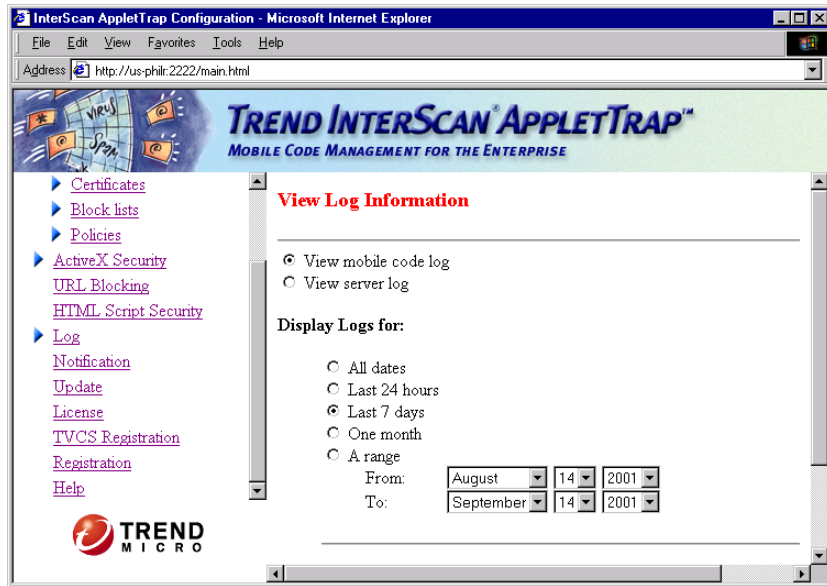 InterScan AppletTrap Configuration - Microsoft Internet Explorer
File Edit View Favorites Tools Help
Address http://us-philr:2222/main.html
VIRUS
SPAM
TREND INTERSCAN® APPLETTRAP™
MOBILE CODE MANAGEMENT FOR THE ENTERPRISE
Certificates
Block lists
Policies
ActiveX Security
URL Blocking
HTML Script Security
Log
Notification
Update
License
TVCS Registration
Registration
Help
TREND
MICRO
View Log Information
View mobile code log
View server log
Display Logs for:
All dates
Last 24 hours
Last 7 days
One month
A range
From: August 14 2001
To: September 14 2001